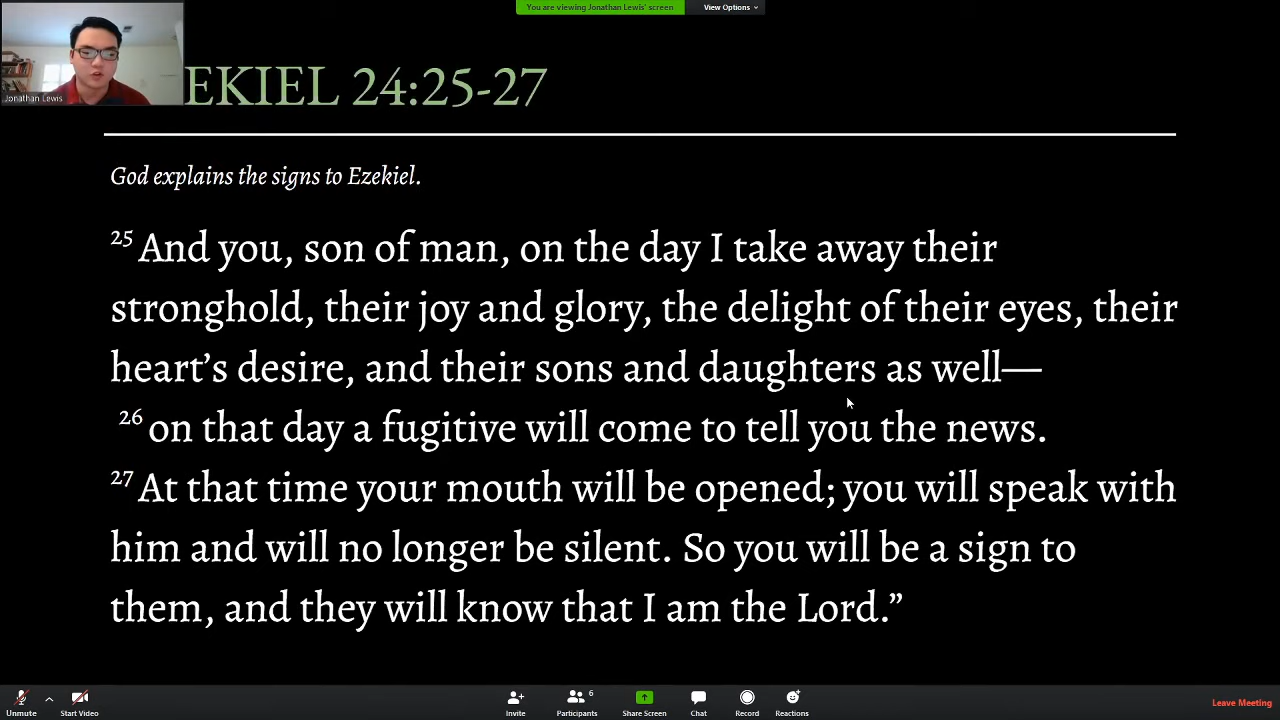 You are viewing Jonathan Lewis' screen
View Options
Jonathan Lewis
EKIEL 24:25-27
God explains the signs to Ezekiel.
25 And you, son of man, on the day I take away their
stronghold, their joy and glory, the delight of their eyes, their
heart’s desire, and their sons and daughters as well—
26 on that day a fugitive will come to tell you the news.
27 At that time your mouth will be opened; you will speak with
him and will no longer be silent. So you will be a sign to
them, and they will know that I am the Lord.”
Unmute
Start Video
Invite
6
Participants
Share Screen
Chat
Record
Reactions
Leave Meeting